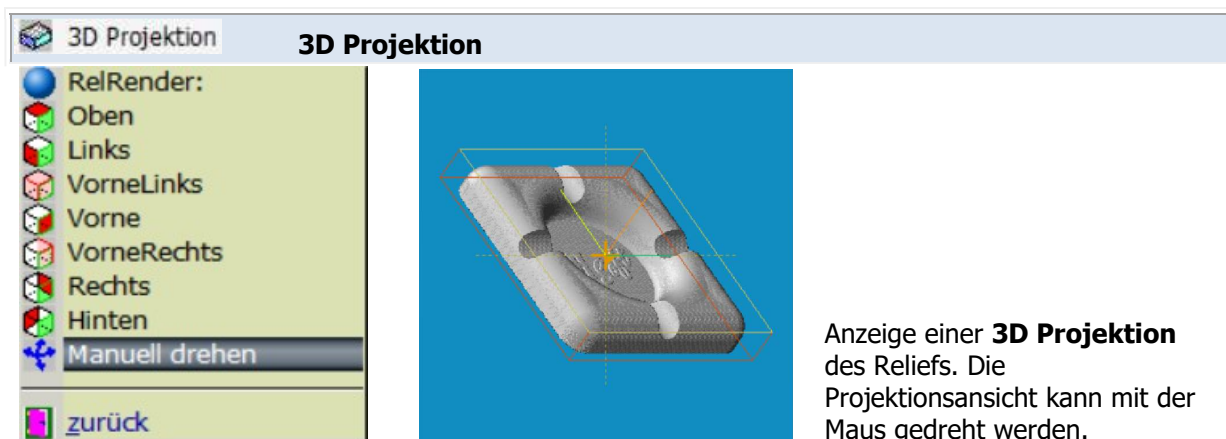 3D Projektion
3D Projektion
RelRender:
Oben
Links
VorneLinks
Vorne
VorneRechts
Rechts
Hinten
Manuell drehen
zurück
Anzeige einer 3D Projektion
des Reliefs. Die
Projektionsansicht kann mit der
Maus gedreht werden.